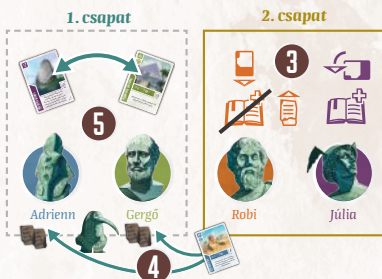 1. csapat
2. csapat
3
5
Adrienn
Gergő
Robi
Júlia
4